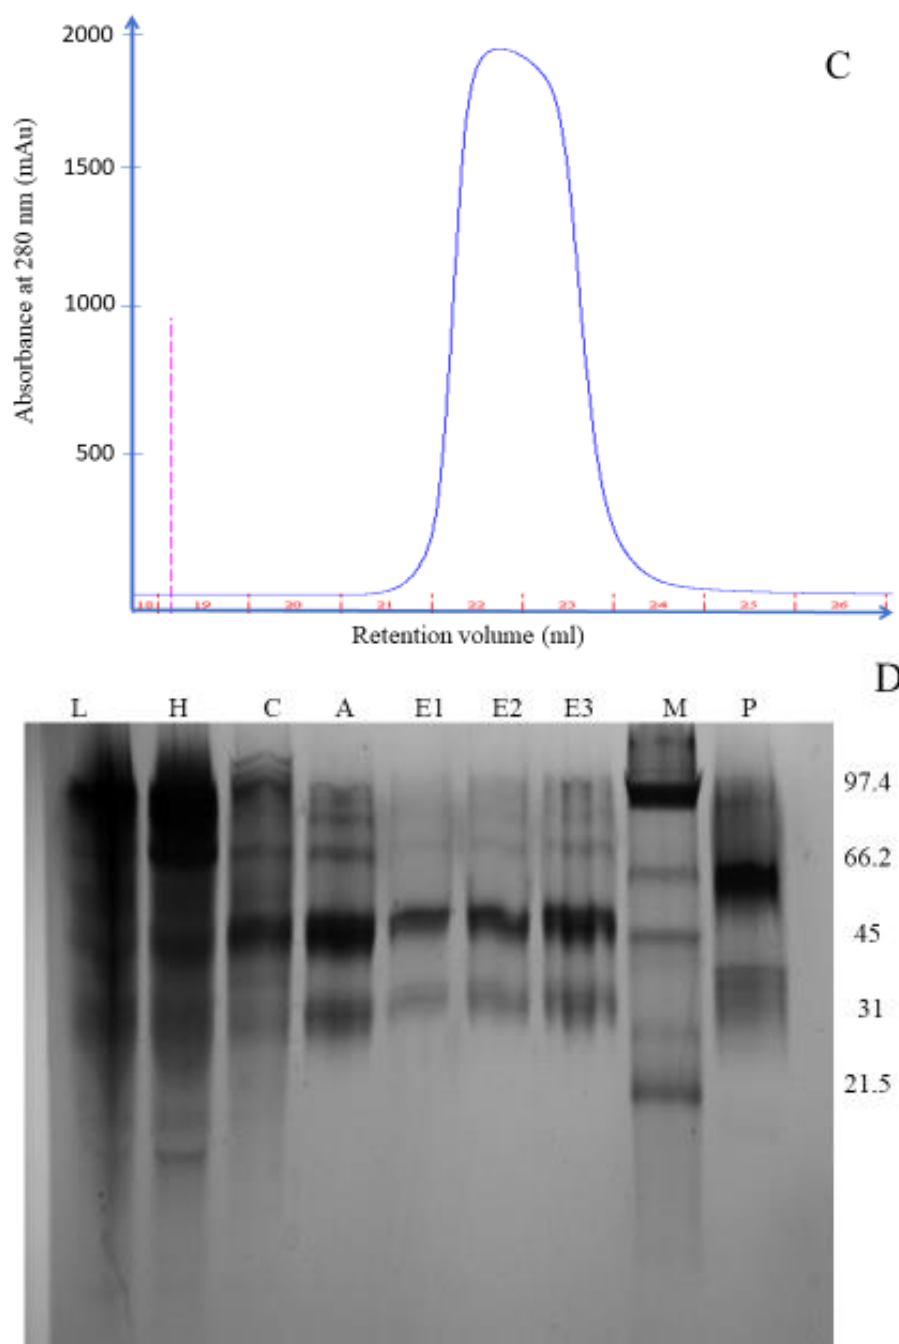 2000
C
1500
1000
500
Absorbance at 280 nm (mAu)
18 19 20 21 22 23 24 25 26
Retention volume (ml)
D
L H C A E1 E2 E3 M P
97.4
66.2
45
31
21.5